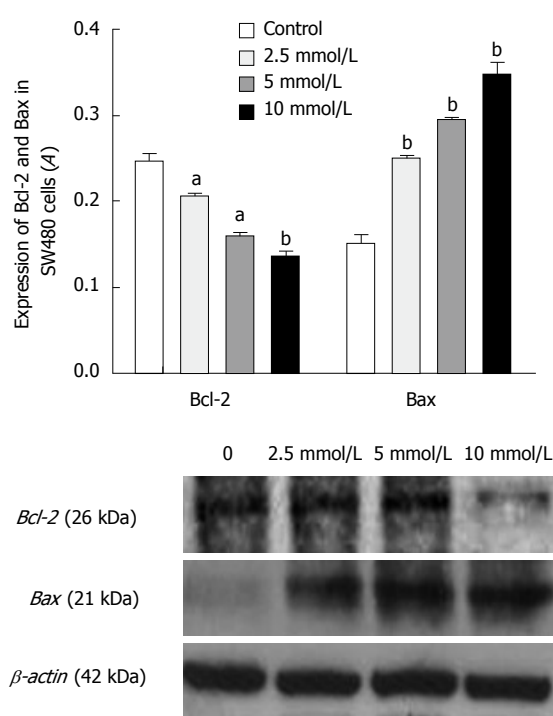 Expression of Bcl-2 and Bax in
SW480 cells (A)
0.4
0.3
0.2
0.1
0.0
Control
2.5 mmol/L
5 mmol/L
10 mmol/L
a
a
b
b
b
b
Bcl-2
Bax
0 2.5 mmol/L 5 mmol/L 10 mmol/L
Bcl-2 (26 kDa)
Bax (21 kDa)
β-actin (42 kDa)